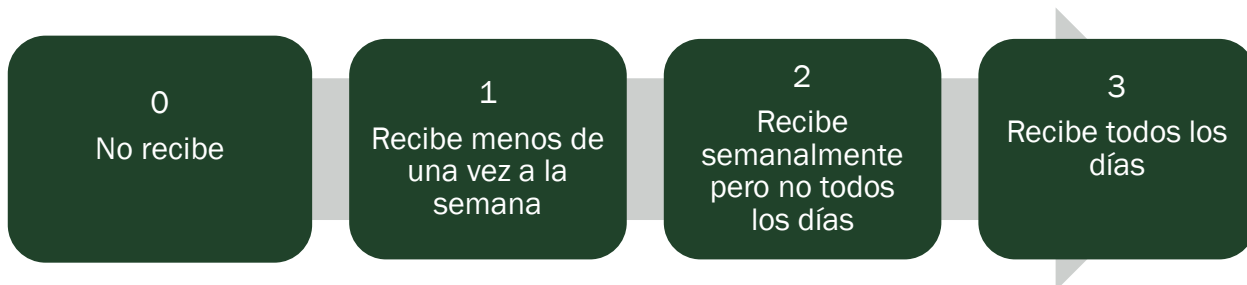 0
No recibe
1
Recibe menos de
una vez a la
semana
2
Recibe
semanalmente
pero no todos
los días
3
Recibe todos los
días